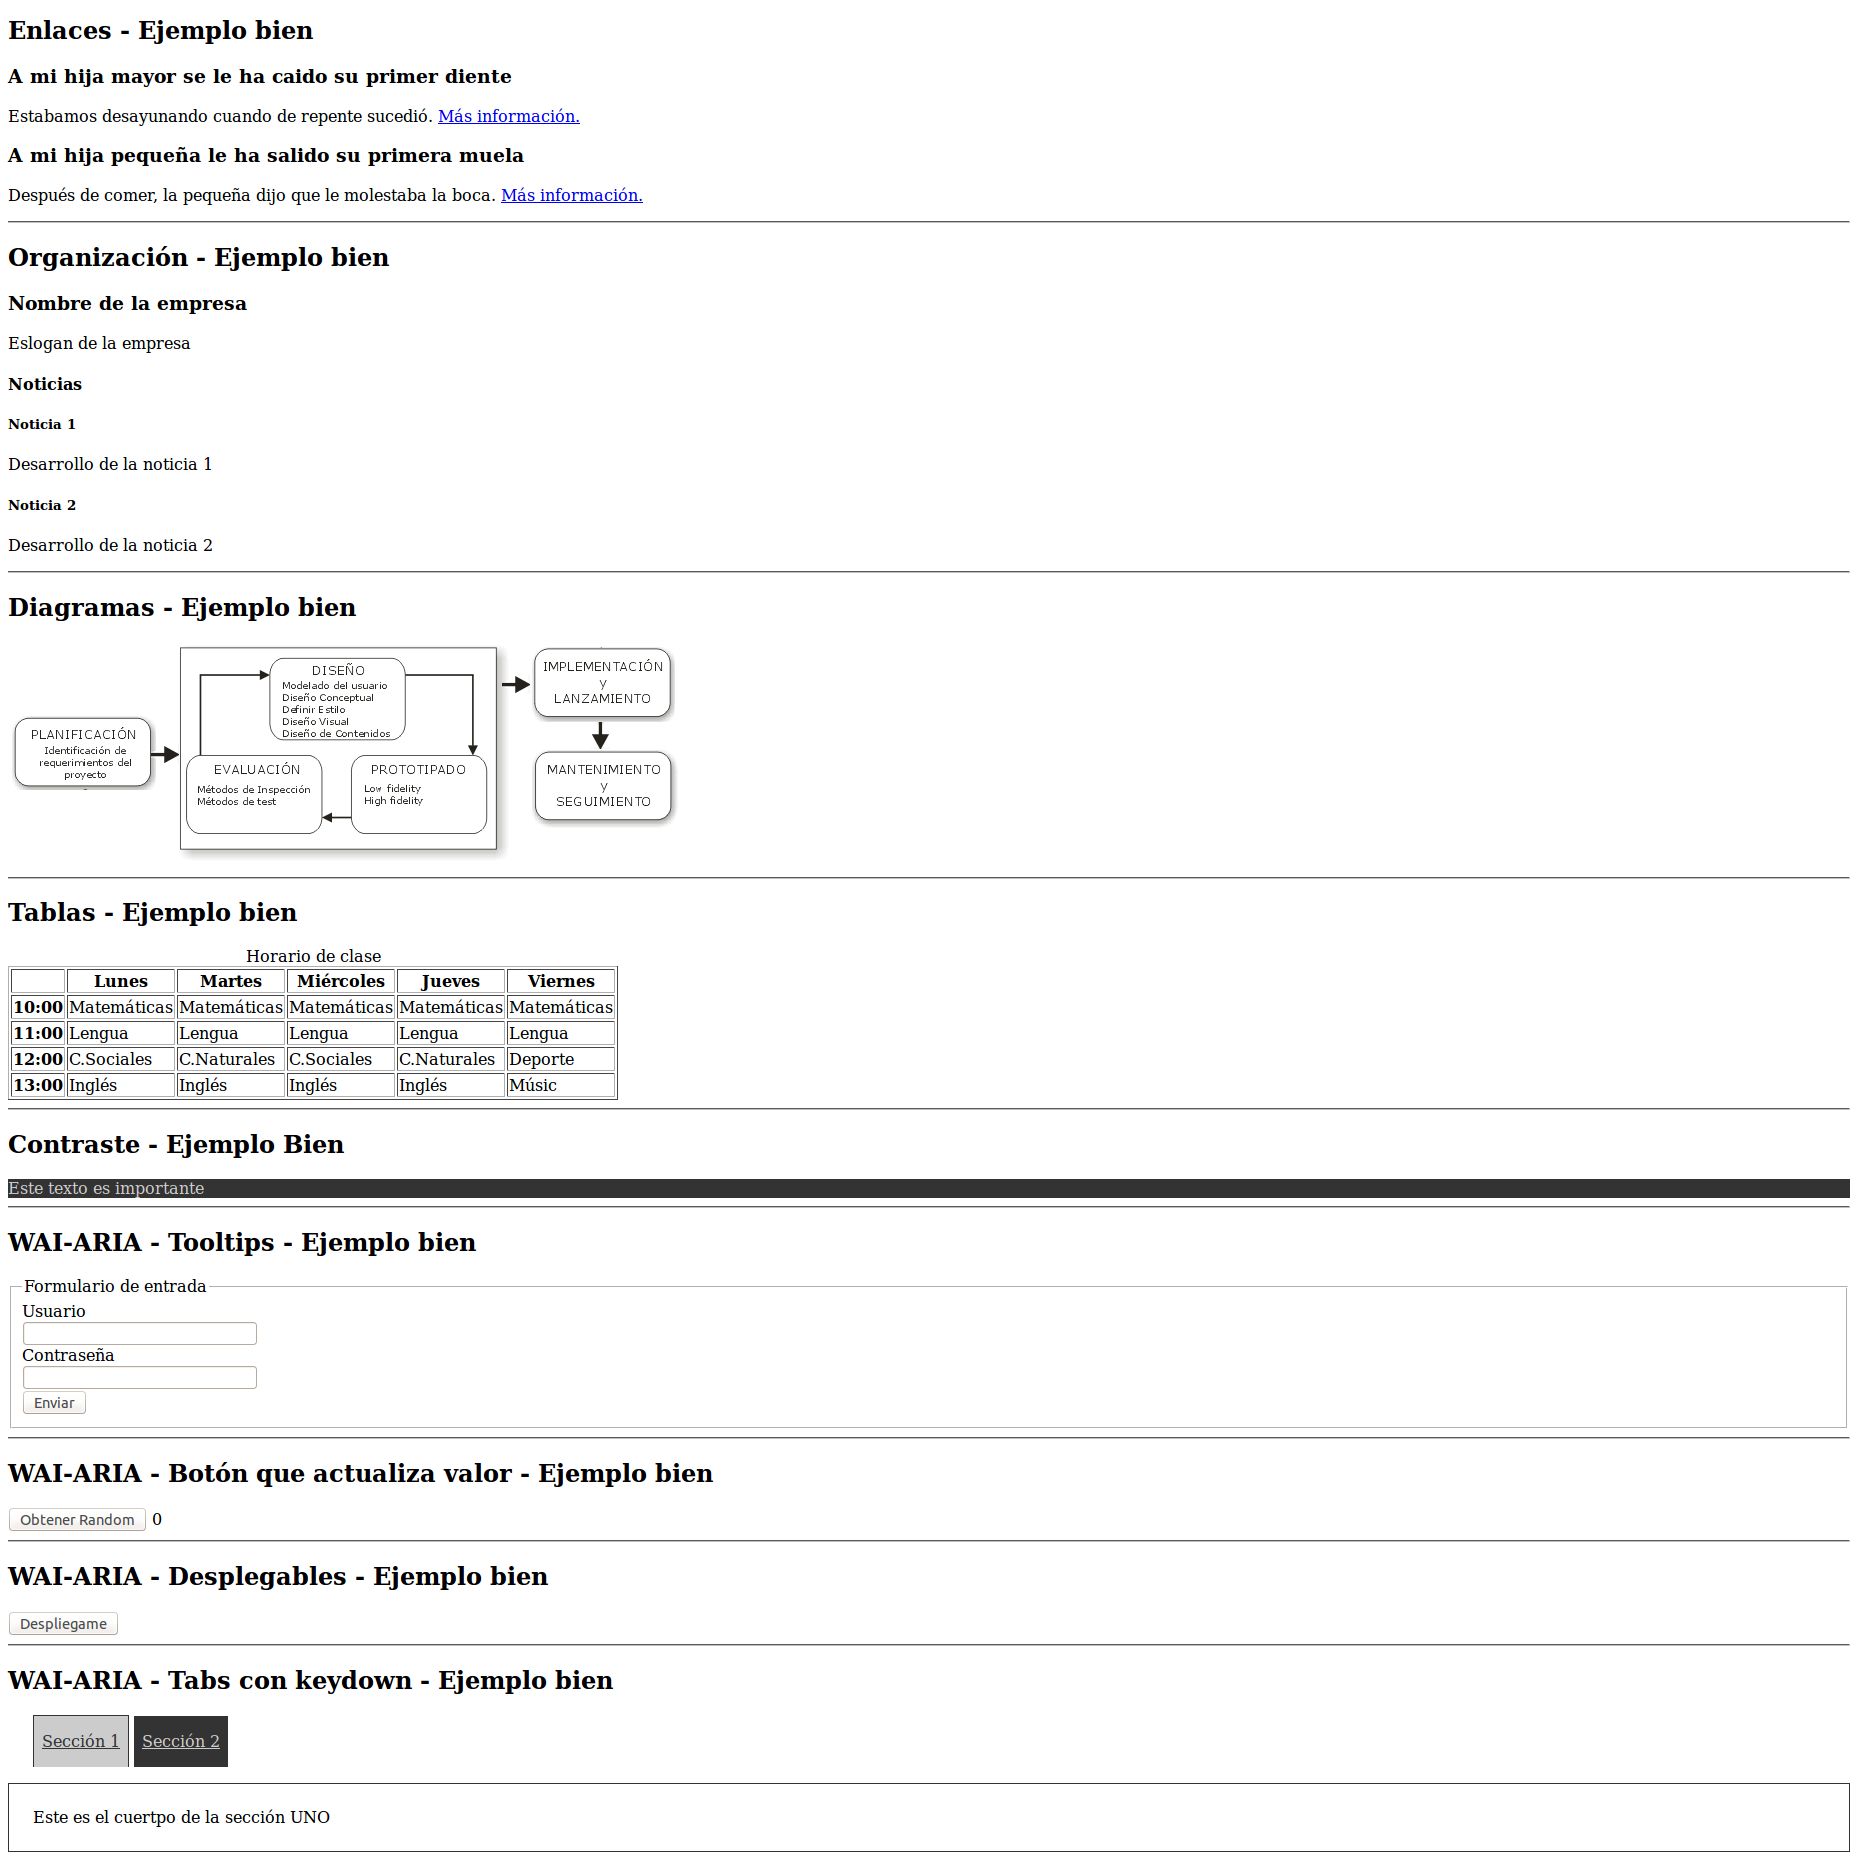 Enlaces - Ejemplo bien
A mi hija mayor se le ha caido su primer diente
Estabamos desayunando cuando de repente sucedió. Más información.
A mi hija pequeña le ha salido su primera muela
Después de comer, la pequeña dijo que le molestaba la boca. Más información.
Organización - Ejemplo bien
Nombre de la empresa
Eslogan de la empresa
Noticias
Noticia 1
Desarrollo de la noticia 1
Noticia 2
Desarrollo de la noticia 2
Diagramas - Ejemplo bien
PLANIFICACIÓN
Identificación de
requerimientos del
proyecto
DISEÑO
Modelado del usuario
Diseño Conceptual
Definir Estilo
Diseño Visual
Diseño de Contenidos
EVALUACIÓN
Métodos de Inspección
Métodos de test
PROTOTIPADO
Low fidelity
High fidelity
IMPLEMENTACIÓN
y
LANZAMIENTO
MANTENIMIENTO
y
SEGUIMIENTO
Tablas - Ejemplo bien
Horario de clase
Lunes Martes Miércoles Jueves Viernes
10:00 Matemáticas Matemáticas Matemáticas Matemáticas Matemáticas
11:00 Lengua Lengua Lengua Lengua Lengua
12:00 C.Sociales C.Naturales C.Sociales C.Naturales Deporte
13:00 Inglés Inglés Inglés Inglés Músic
Contraste - Ejemplo Bien
Este texto es importante
WAI-ARIA - Tooltips - Ejemplo bien
Formulario de entrada
Usuario
Contraseña
Enviar
WAI-ARIA - Botón que actualiza valor - Ejemplo bien
Obtener Random 0
WAI-ARIA - Desplegables - Ejemplo bien
Despliegame
WAI-ARIA - Tabs con keydown - Ejemplo bien
Sección 1 Sección 2
Este es el cuertpo de la sección UNO